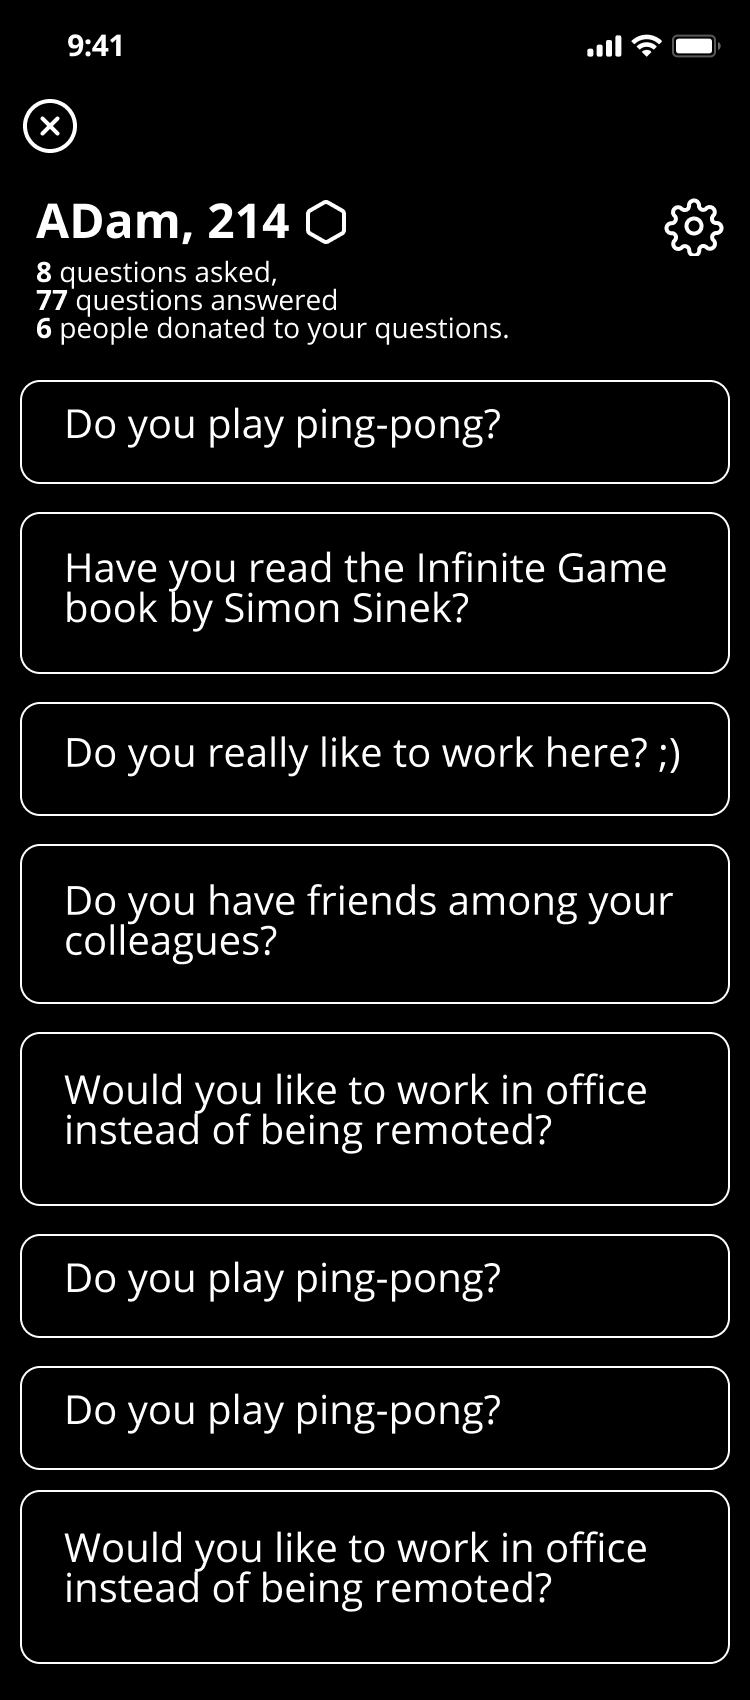 9:41
ADam, 214
8 questions asked,
77 questions answered
6 people donated to your questions.
Do you play ping-pong?
Have you read the Infinite Game
book by Simon Sinek?
Do you really like to work here? ;)
Do you have friends among your
colleagues?
Would you like to work in office
instead of being remoted?
Do you play ping-pong?
Do you play ping-pong?
Would you like to work in office
instead of being remoted?